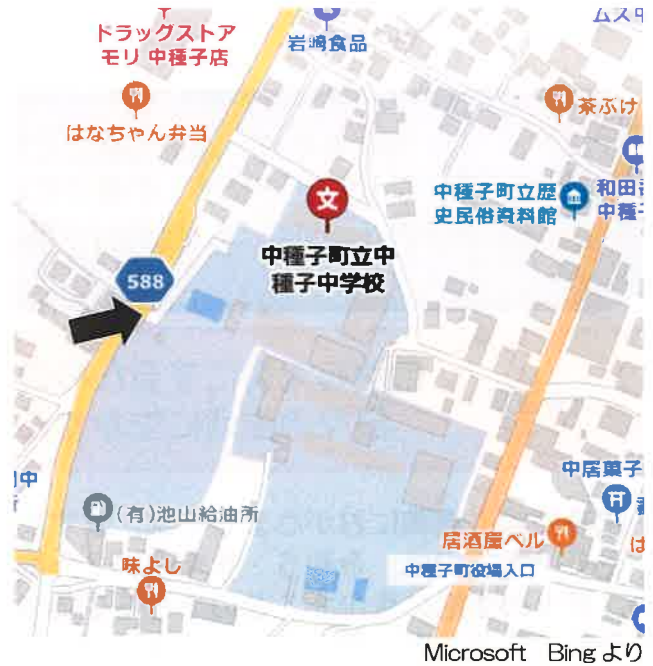 ドラッグストア
モリ 中種子店
岩崎食品
ムス中
はなちゃん弁当
茶ぶけ
中種子町立歴
史民俗資料館
和田
中種子
中種子町立中
種子中学校
588
中居菓子
(有)池山給油所
居酒屋ベル
は
味よし
中種子町役場入口
Microsoft Bingより